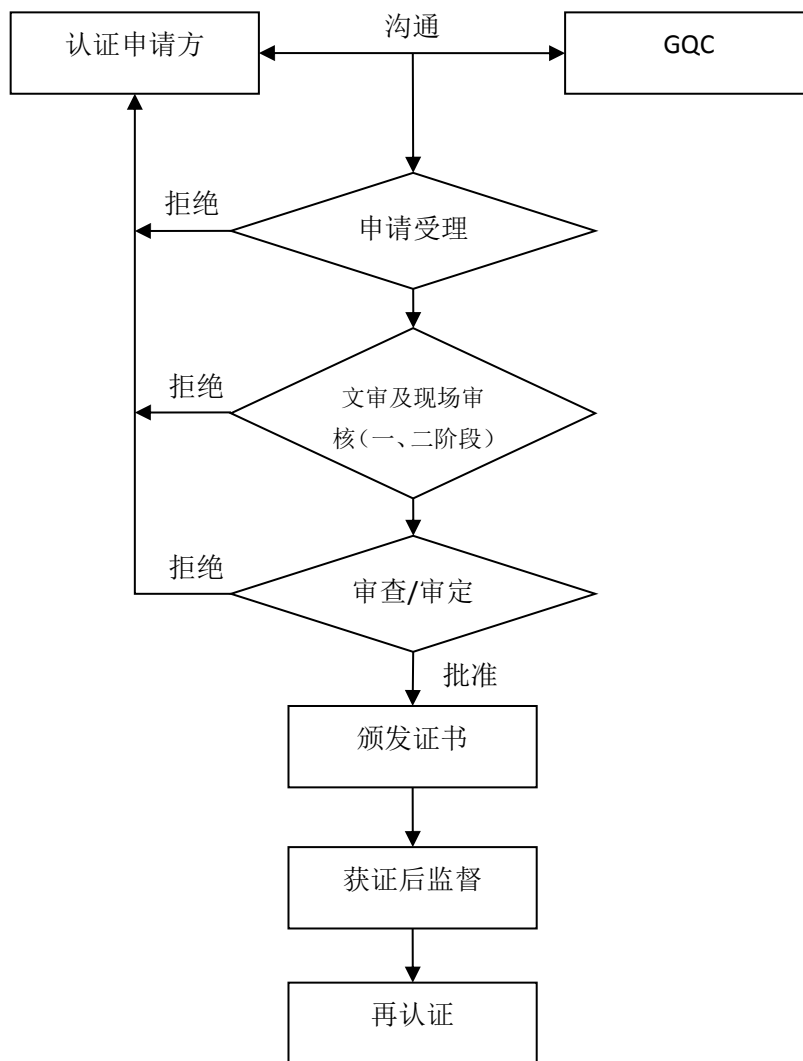 沟通
认证申请方
GQC
拒绝
申请受理
拒绝
文审及现场审
核（一、二阶段）
拒绝
审查/审定
批准
颁发证书
获证后监督
再认证